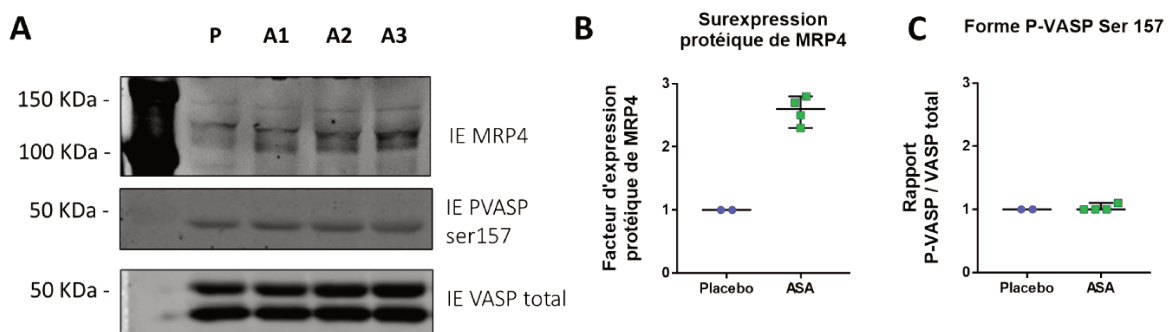 A
P A1 A2 A3
150 KDa -
100 KDa -
IE MRP4
50 KDa -
IE PVASP
ser157
50 KDa -
IE VASP total
B
Surexpression
protéique de MRP4
Facteur d'expression
protéique de MRP4
3
2
1
0
Placebo ASA
C
Forme P-VASP Ser 157
Rapport
P-VASP / VASP total
3
2
1
0
Placebo ASA